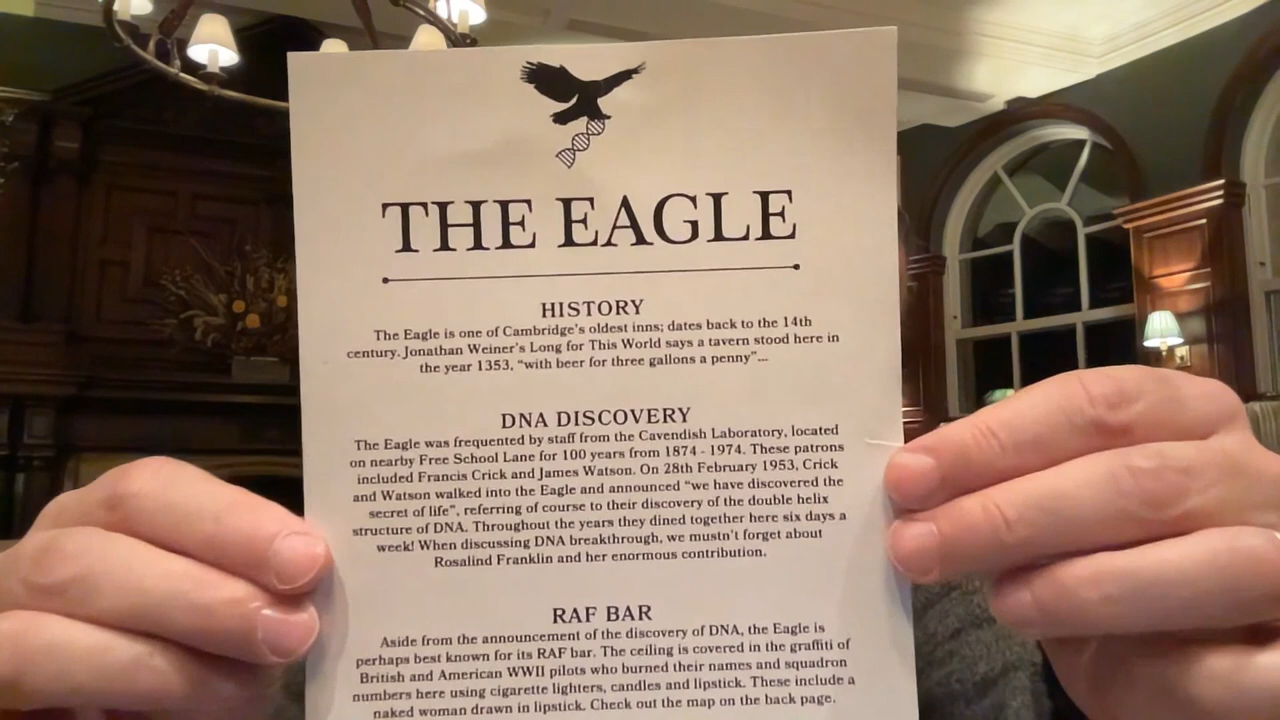 THE EAGLE
HISTORY
The Eagle is one of Cambridge's oldest inns; dates back to the 14th
century. Jonathan Weiner's Long for This World says a tavern stood here in
the year 1353, "with beer for three gallons a penny"...
DNA DISCOVERY
The Eagle was frequented by staff from the Cavendish Laboratory, located
on nearby Free School Lane for 100 years from 1874 - 1974. These patrons
included Francis Crick and James Watson. On 28th February 1953, Crick
and Watson walked into the Eagle and announced "we have discovered the
secret of life", referring of course to their discovery of the double helix
structure of DNA. Throughout the years they dined together here six days a
week! When discussing DNA breakthrough, we mustn't forget about
Rosalind Franklin and her enormous contribution.
RAF BAR
Aside from the announcement of the discovery of DNA, the Eagle is
perhaps best known for its RAF bar. The ceiling is covered in the graffiti of
British and American WWII pilots who burned their names and squadron
numbers here using cigarette lighters, candles and lipstick. These include a
naked woman drawn in lipstick. Check out the map on the back page.